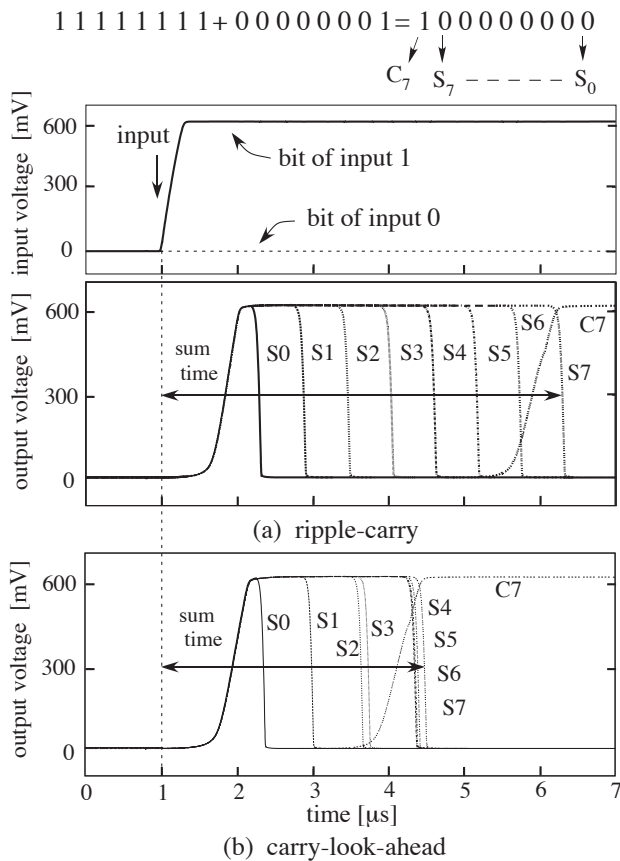 1 1 1 1 1 1 1 1 + 0 0 0 0 0 0 0 1 = 1 0 0 0 0 0 0 0 0
C7 S7 – – – – – S0
input voltage [mV]
600
300
0
input
bit of input 1
bit of input 0
output voltage [mV]
600
300
0
sum
time
S0 S1 S2 S3 S4 S5 S6 C7
S7
(a) ripple-carry
output voltage [mV]
600
300
0
sum
time
S0 S1 S2 S3 S4 C7
S5
S6
S7
0 1 2 3 4 5 6 7
time [μs]
(b) carry-look-ahead